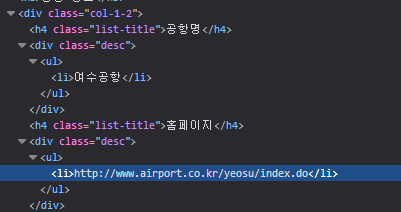 <div class="col-1-2">
<h4 class="list-title">공항명</h4>
<div class="desc">
<ul>
<li>여수공항</li>
</ul>
</div>
<h4 class="list-title">홈페이지</h4>
<div class="desc">
<ul>
<li>http://www.airport.co.kr/yeosu/index.do</li>
</ul>
</div>